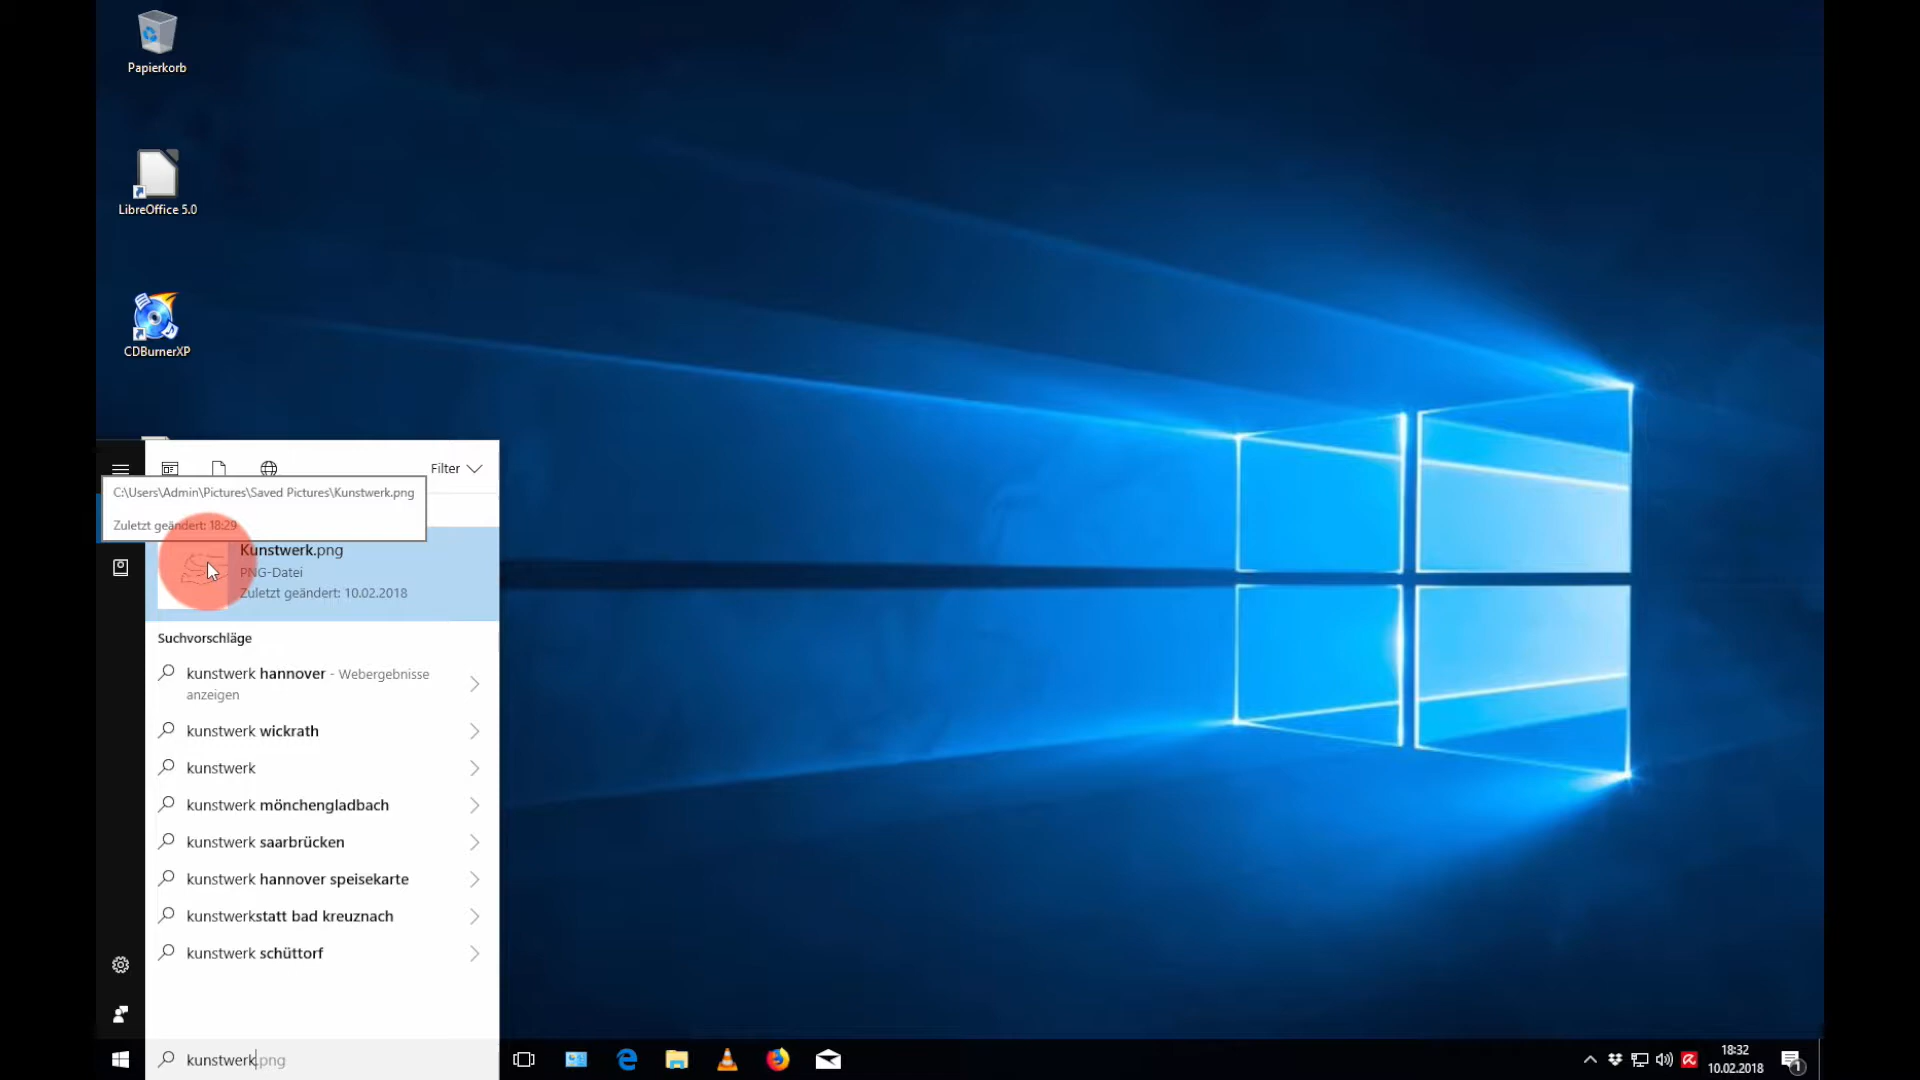 Papierkorb
LibreOffice 5.0
CDBurnerXP
Filter
C:\Users\Admin\Pictures\Saved Pictures\Kunstwerk.png
Zuletzt geändert: 18:29
Kunstwerk.png
PNG-Datei
Zuletzt geändert: 10.02.2018
Suchvorschläge
kunstwerk hannover - Webergebnisse
anzeigen
kunstwerk wickrath
kunstwerk
kunstwerk mönchengladbach
kunstwerk saarbrücken
kunstwerk hannover speisekarte
kunstwerkstatt bad kreuznach
kunstwerk schüttorf
kunstwerk.png
18:32
10.02.2018
1